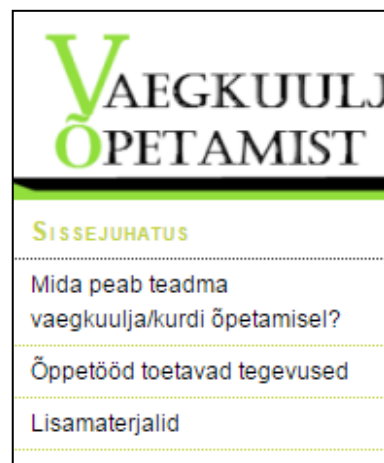 VAEGKUULJ
ÕPETAMIST
SISSEJUHATUS
Mida peab teadma
vaegkuulja/kurdi õpetamisel?
Õppetööd toetavad tegevused
Lisamaterjalid